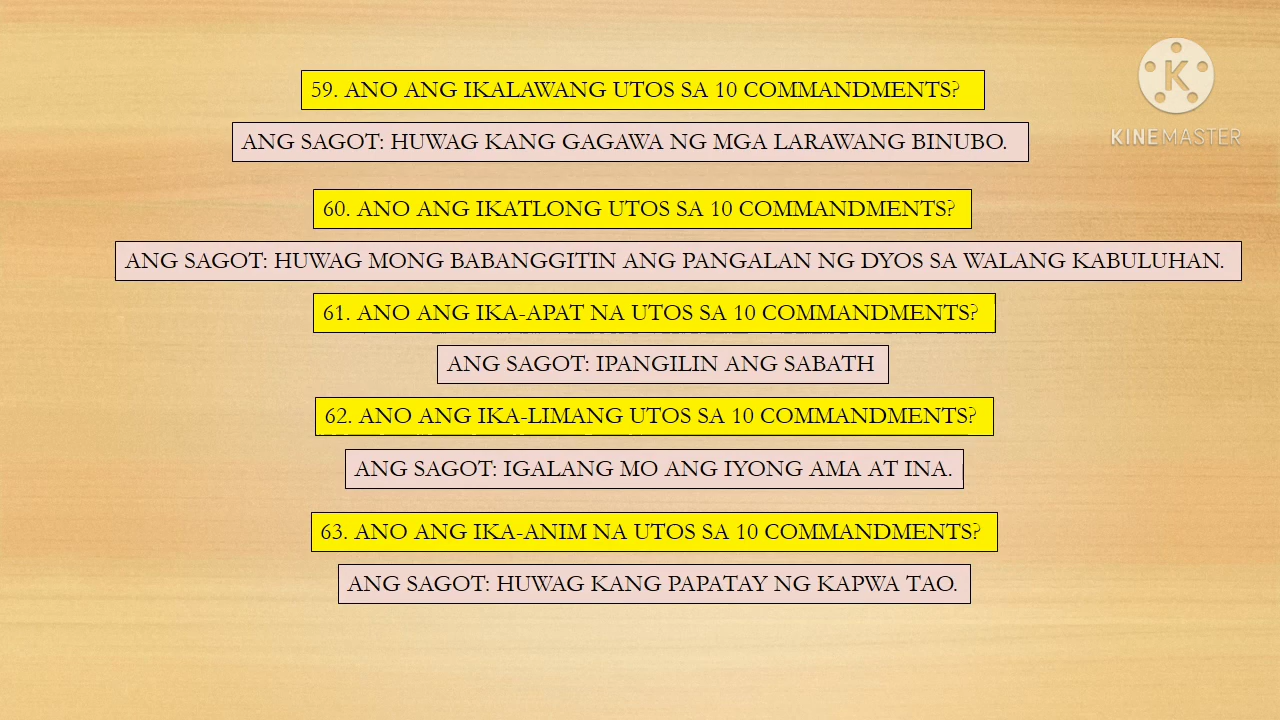 59. ANO ANG IKALAWANG UTOS SA 10 COMMANDMENTS?
ANG SAGOT: HUWAG KANG GAGAWA NG MGA LARAWANG BINUBO.
60. ANO ANG IKATLONG UTOS SA 10 COMMANDMENTS?
ANG SAGOT: HUWAG MONG BABANGGITIN ANG PANGALAN NG DYOS SA WALANG KABULUHAN.
61. ANO ANG IKA-APAT NA UTOS SA 10 COMMANDMENTS?
ANG SAGOT: IPANGILIN ANG SABATH
62. ANO ANG IKA-LIMANG UTOS SA 10 COMMANDMENTS?
ANG SAGOT: IGALANG MO ANG IYONG AMA AT INA.
63. ANO ANG IKA-ANIM NA UTOS SA 10 COMMANDMENTS?
ANG SAGOT: HUWAG KANG PAPATAY NG KAPWA TAO.
K
KINEMASTER